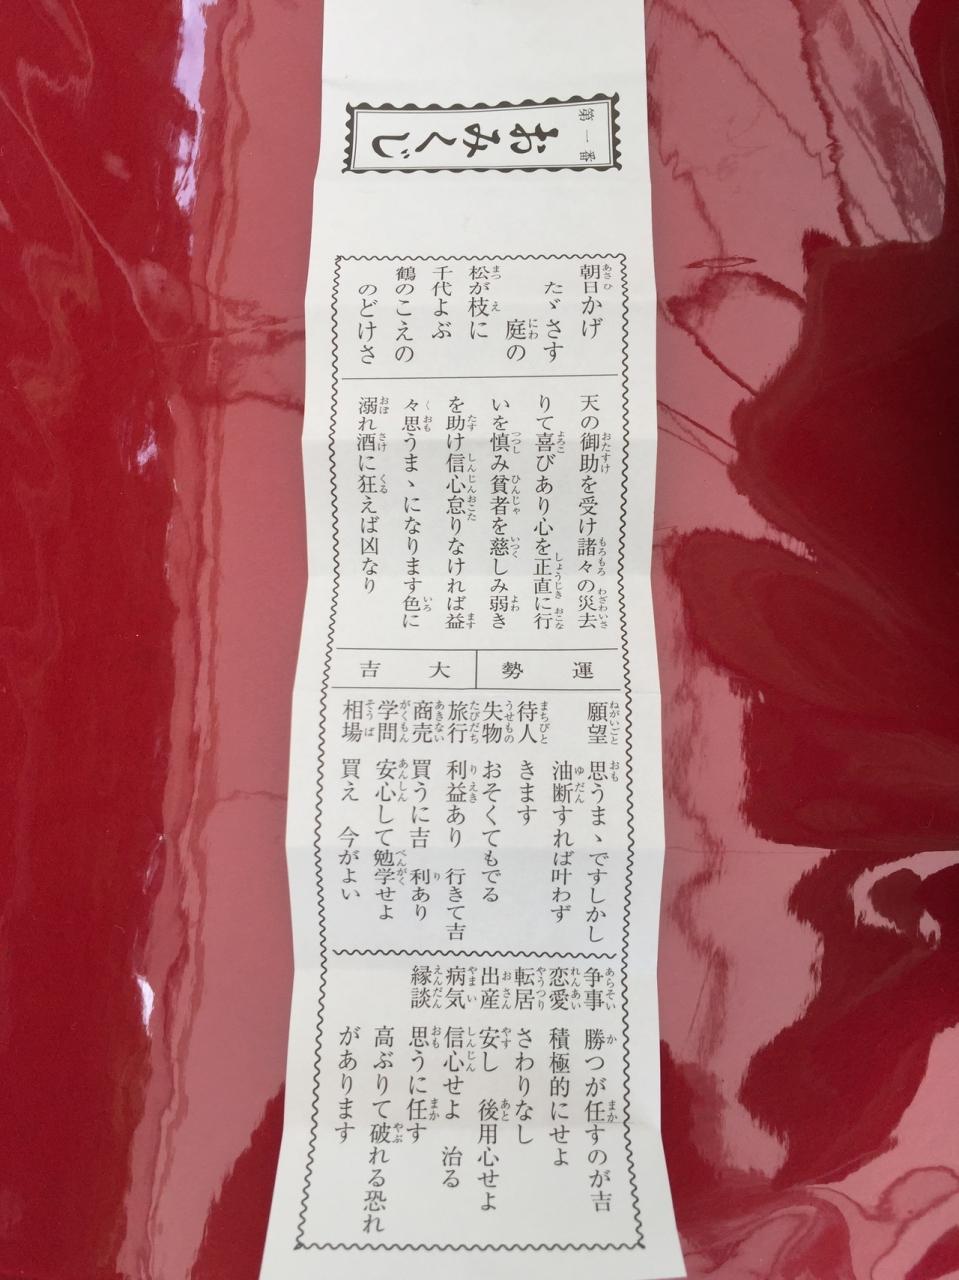 第一番
おみくじ
朝日かげ
たゞさす
庭の
松が枝に
千代よぶ
鶴のこえの
のどけさ
天の御助を受け諸々の災去
りて喜びあり心を正直に行
いを慎み貧者を慈しみ弱き
を助け信心怠りなければ益
々思うまゝになります色に
溺れ酒に狂えば凶なり
運勢
大吉
願望 思うまゝですしかし
油断すれば叶わず
待人 きます
失物 おそくてもでる
旅行 利益あり 行きて吉
商売 買うに吉 利あり
学問 安心して勉学せよ
相場 買え 今がよい
争事 勝つが任すのが吉
恋愛 積極的にせよ
転居 さわりなし
出産 安し 後用心せよ
病気 信心せよ 治る
縁談 思うに任す
高ぶりて破れる恐れ
があります